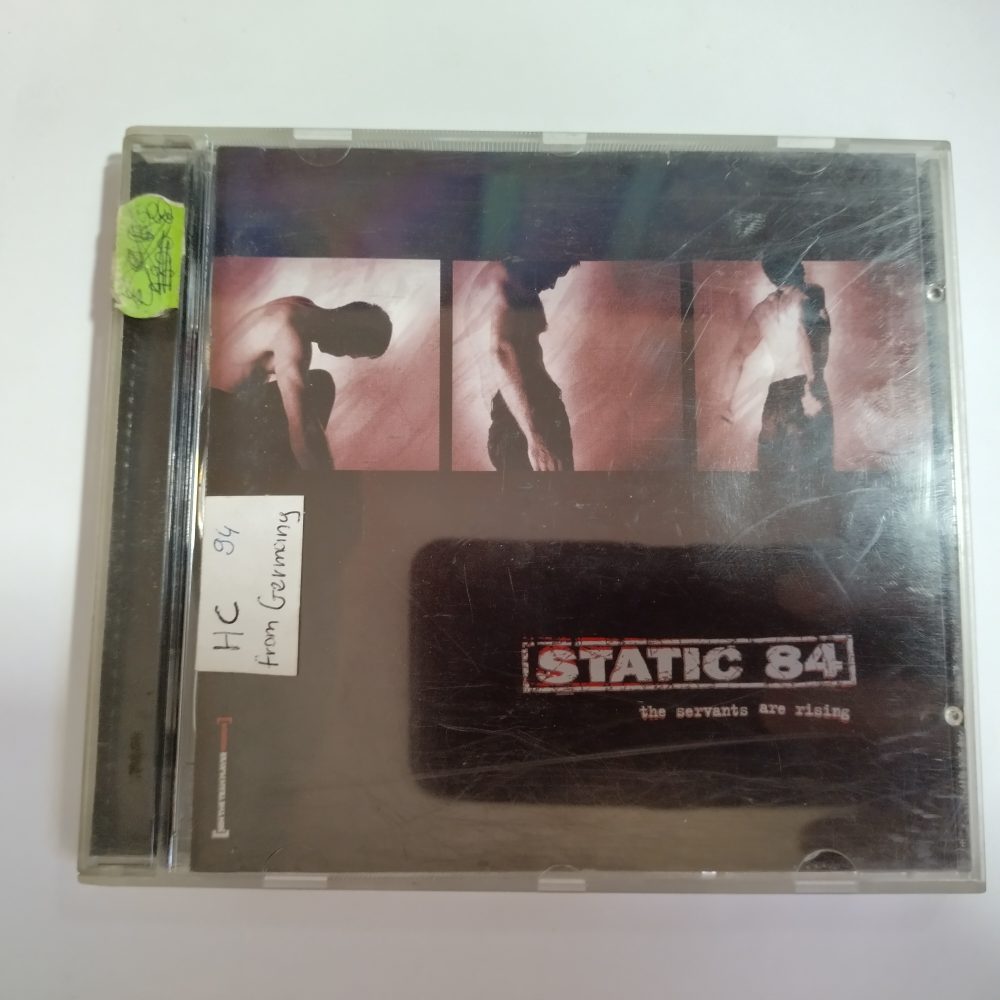 HC 94
from Germany
STATIC 84
the servants are rising